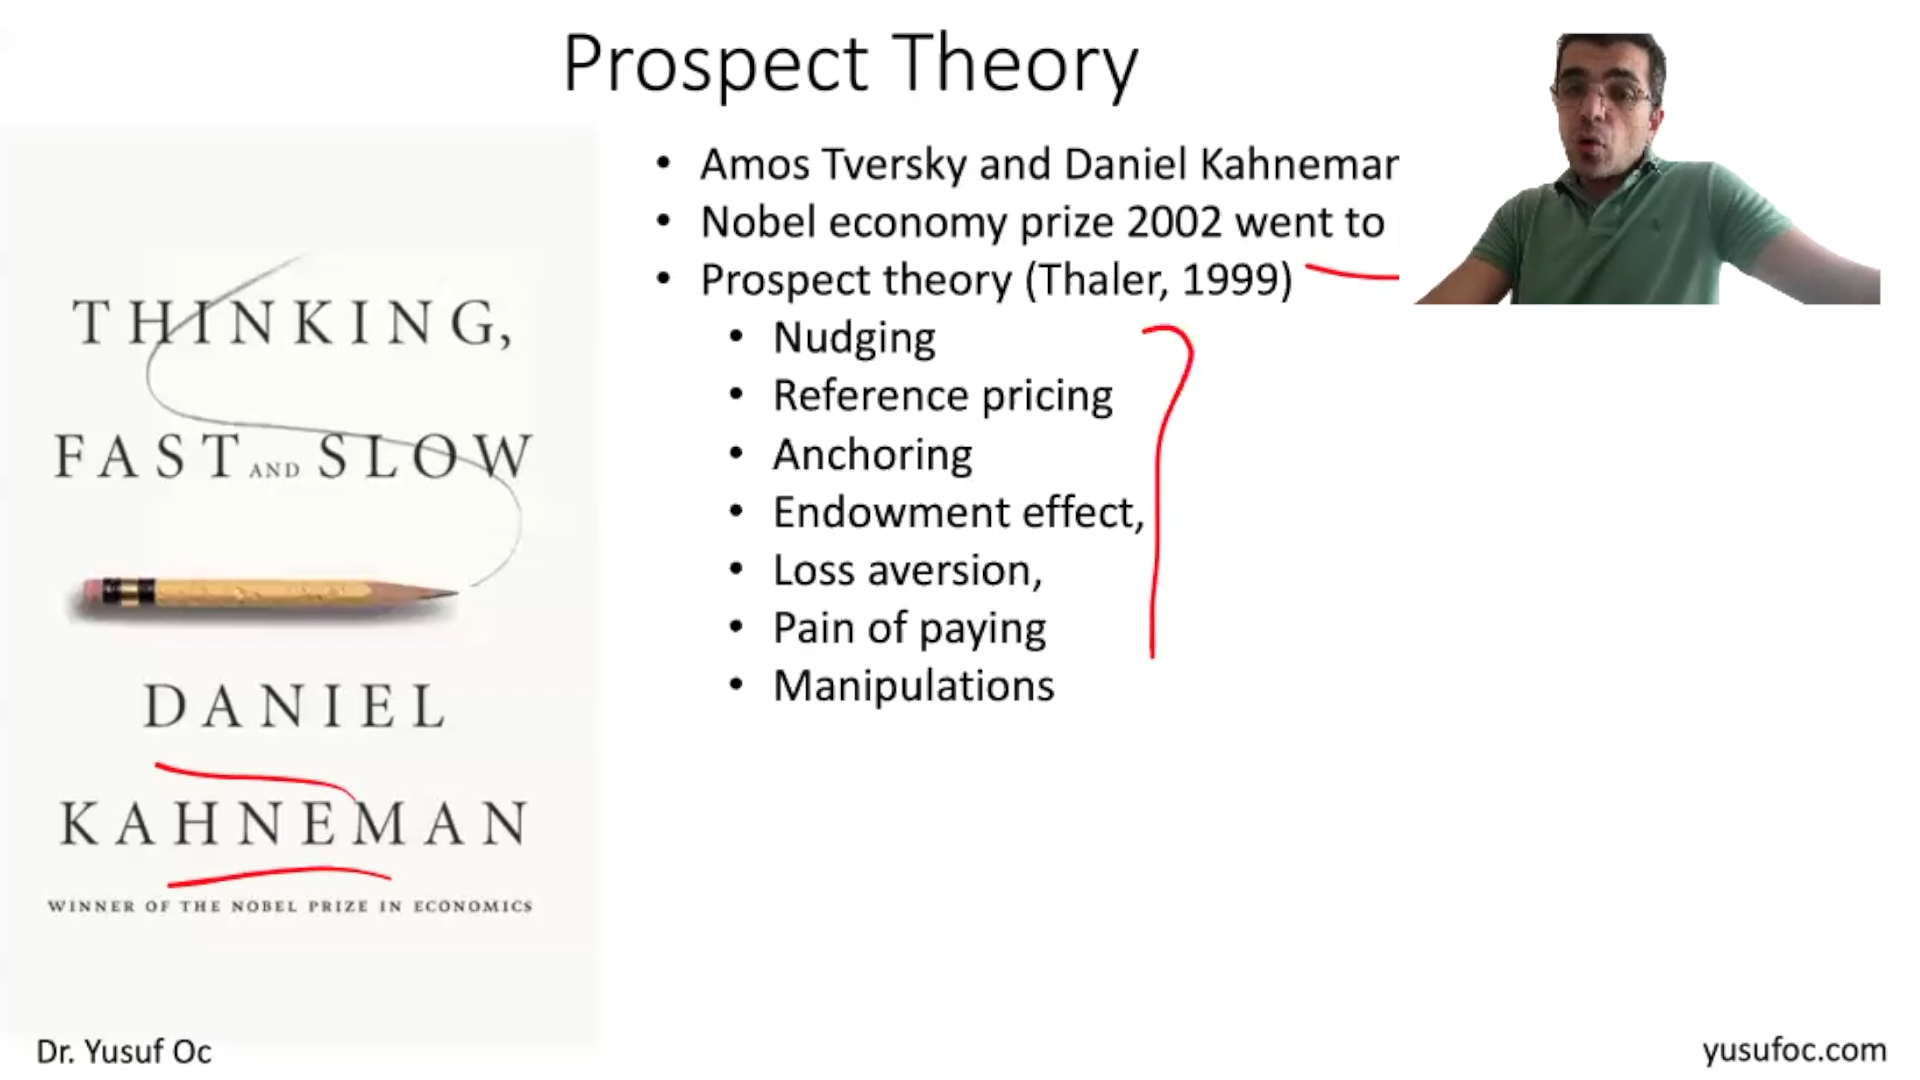 Prospect Theory
THINKING,
FAST AND SLOW
DANIEL
KAHNEMAN
WINNER OF THE NOBEL PRIZE IN ECONOMICS
• Amos Tversky and Daniel
• Nobel economy prize 2002 went to
• Prospect theory (Thaler, 1999)
• Nudging
• Reference pricing
• Anchoring
• Endowment effect,
• Loss aversion,
• Pain of paying
• Manipulations
Dr. Yusuf Oc
yusufoc.com